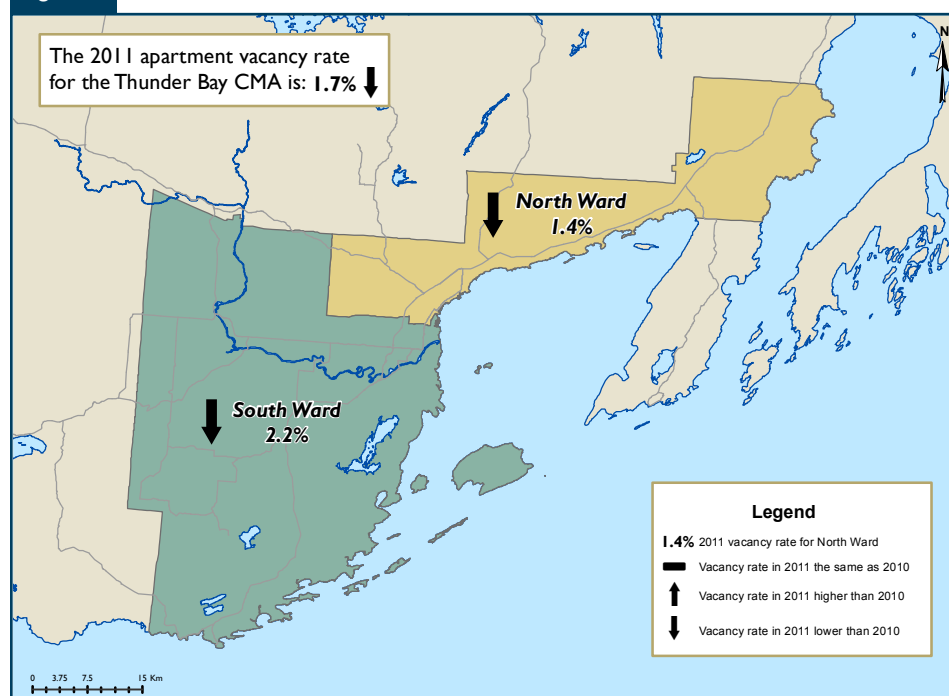 The 2011 apartment vacancy rate
for the Thunder Bay CMA is: 1.7%
N
North Ward
1.4%
South Ward
2.2%
Legend
1.4% 2011 vacancy rate for North Ward
Vacancy rate in 2011 the same as 2010
Vacancy rate in 2011 higher than 2010
Vacancy rate in 2011 lower than 2010
0 3.75 7.5 15 Km